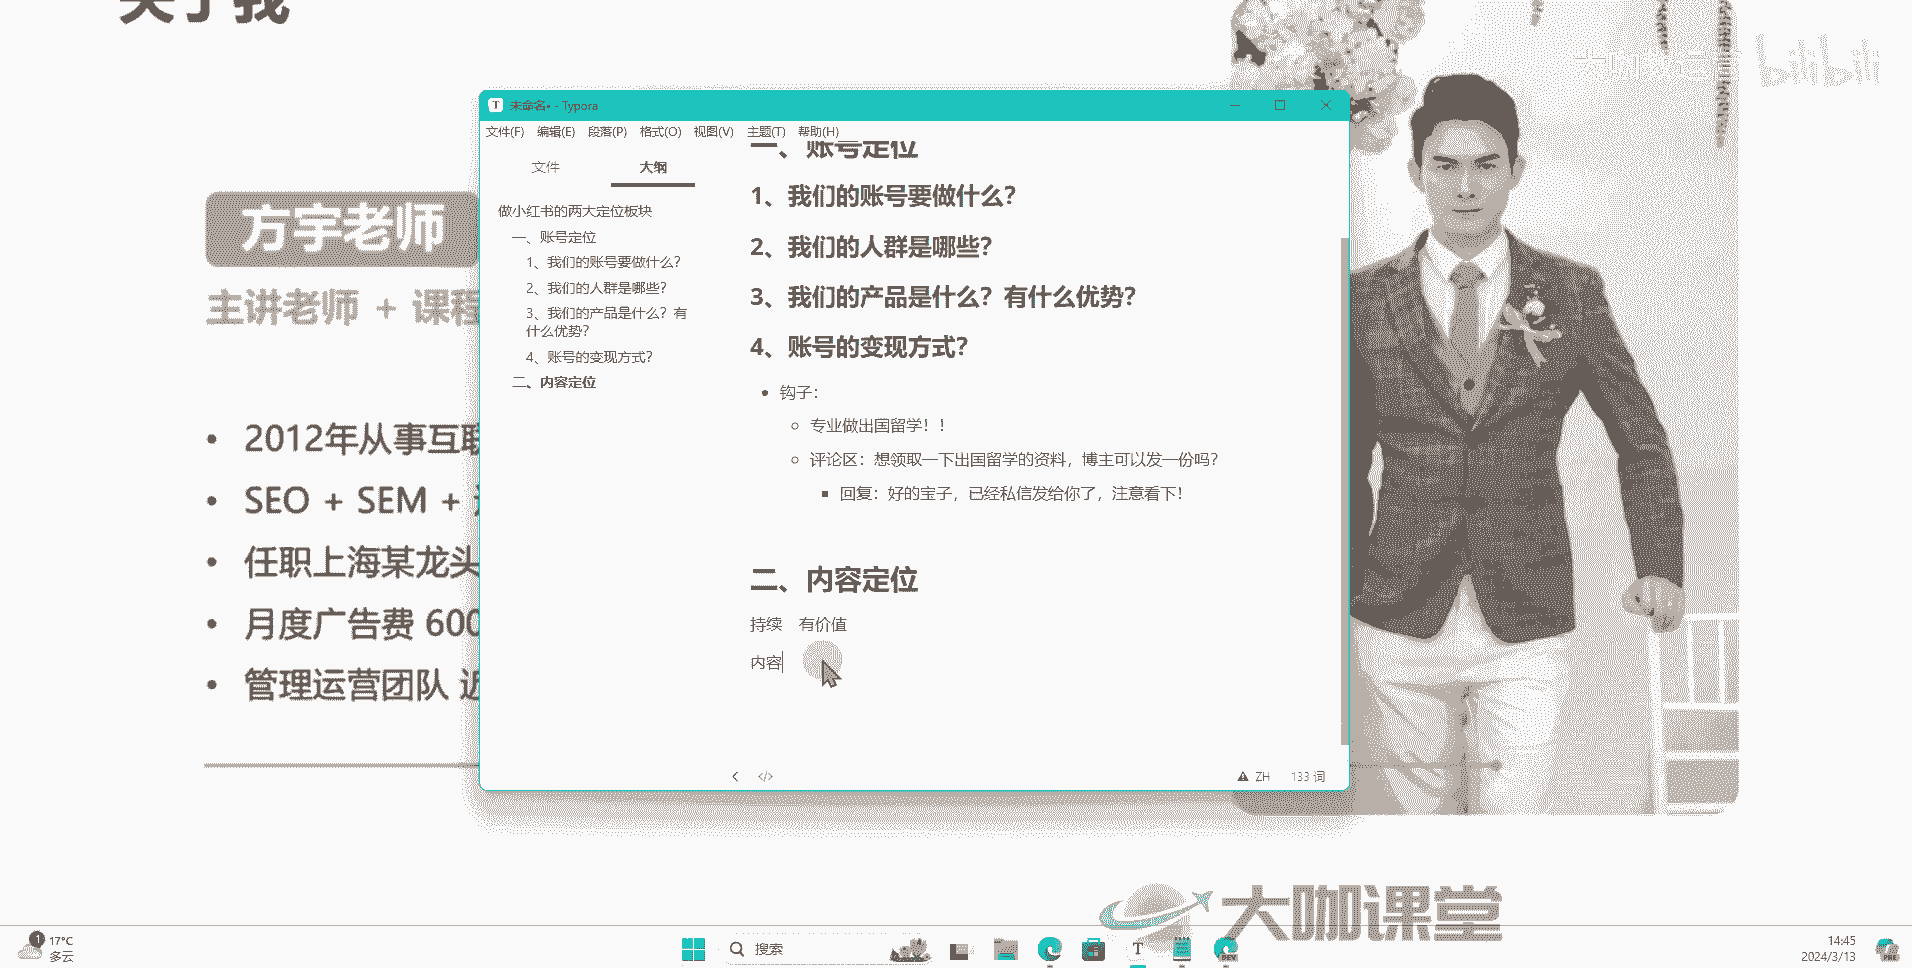 关于我
bilibili
未命名• - Typora
文件(F) 编辑(E) 段落(P) 格式(O) 视图(V) 主题(T) 帮助(H)
文件 大纲
做小红书的两大定位板块
一、账号定位
1、我们的账号要做什么？
2、我们的人群是哪些？
3、我们的产品是什么？有
什么优势？
4、账号的变现方式？
二、内容定位
一、账号定位
1、我们的账号要做什么？
2、我们的人群是哪些？
3、我们的产品是什么？有什么优势？
4、账号的变现方式？
钩子：
专业做出国留学！！
评论区：想领取一下出国留学的资料，博主可以发一份吗？
回复：好的宝子，已经私信发给你了，注意看下！
二、内容定位
持续 有价值
内容
</> ZH 133 词
方宇老师
主讲老师 + 课程
• 2012年从事互联
• SEO + SEM +
• 任职上海某龙头
• 月度广告费 600
• 管理运营团队 近
大咖课堂
1 17°C
多云
搜索
T
DEV
14:45
2024/3/13
PRE